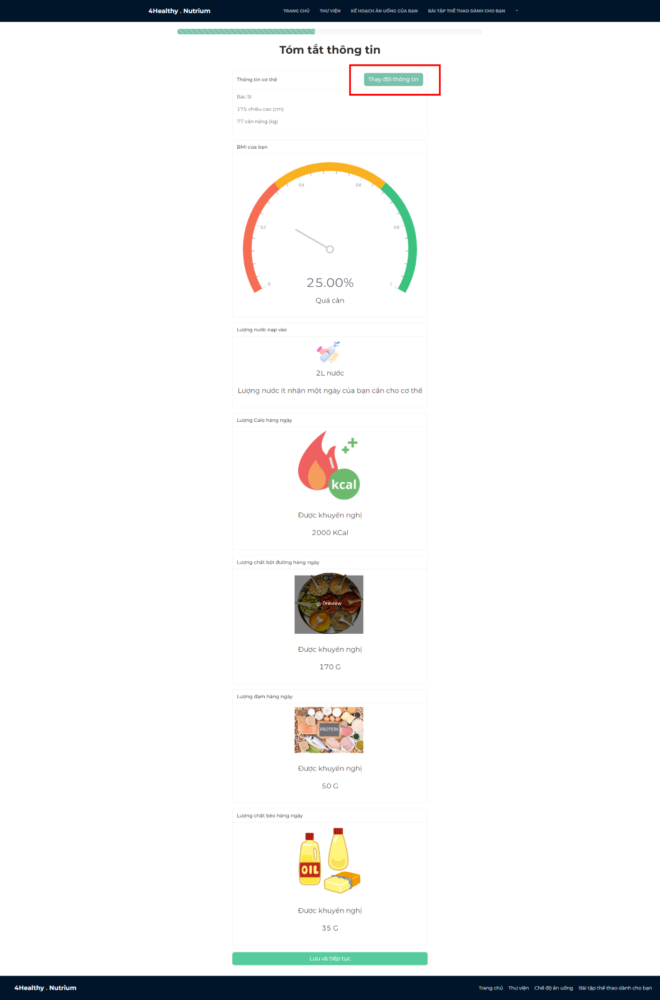 4Healthy . Nutrium
TRANG CHỦ THƯ VIỆN KẾ HOẠCH ĂN UỐNG CỦA BẠN BÀI TẬP THỂ THAO DÀNH CHO BẠN
Tóm tắt thông tin
Thông tin cơ thể
Thay đổi thông tin
Bác Sĩ
175 chiều cao (cm)
77 cân nặng (kg)
BMI của bạn
0.4 0.6
0.2 0.8
0 1
25.00%
Quá cân
Lượng nước nạp vào
DRINK
2L nước
Lượng nước ít nhận một ngày của bạn cần cho cơ thể
Lượng Calo hàng ngày
kcal
Được khuyến nghị
2000 KCal
Lượng chất bột đường hàng ngày
Preview
Được khuyến nghị
170 G
Lượng đạm hàng ngày
PROTEIN
Được khuyến nghị
50 G
Lượng chất béo hàng ngày
OIL
Được khuyến nghị
35 G
Lưu và tiếp tục
4Healthy . Nutrium
Trang chủ Thư viện Chế độ ăn uống Bài tập thể thao dành cho bạn